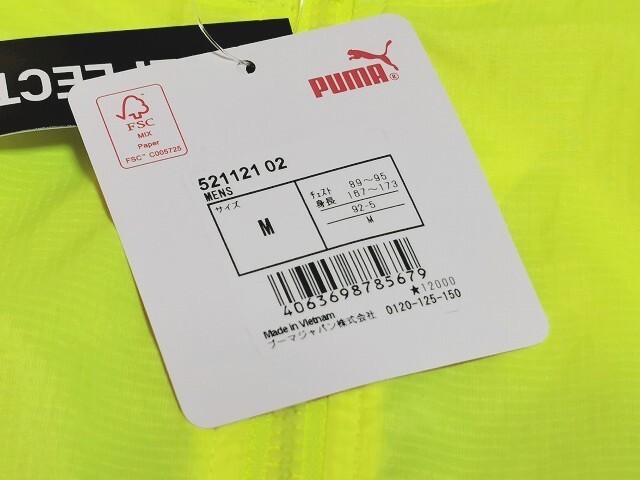 FLECT
PUMA®
FSC
MIX
Paper
FSC™ C005725
521121 02
MENS
サイズ
M
チェスト 89～95
身長 167～173
92-5
M
4063698785679
★12000
Made in Vietnam
プーマジャパン株式会社 0120-125-150